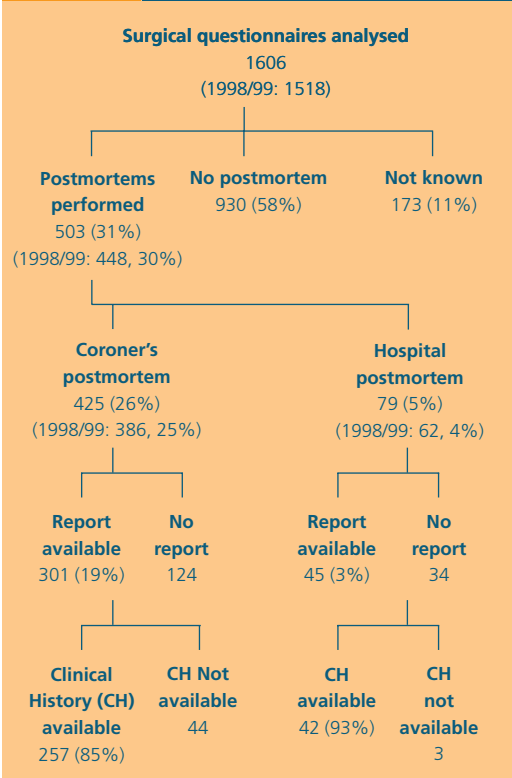 Surgical questionnaires analysed
1606
(1998/99: 1518)
Postmortems
performed
503 (31%)
(1998/99: 448, 30%)
No postmortem
930 (58%)
Not known
173 (11%)
Coroner's
postmortem
425 (26%)
(1998/99: 386, 25%)
Hospital
postmortem
79 (5%)
(1998/99: 62, 4%)
Report
available
301 (19%)
No
report
124
Report
available
45 (3%)
No
report
34
Clinical
History (CH)
available
257 (85%)
CH Not
available
44
CH
available
42 (93%)
CH
not
available
3